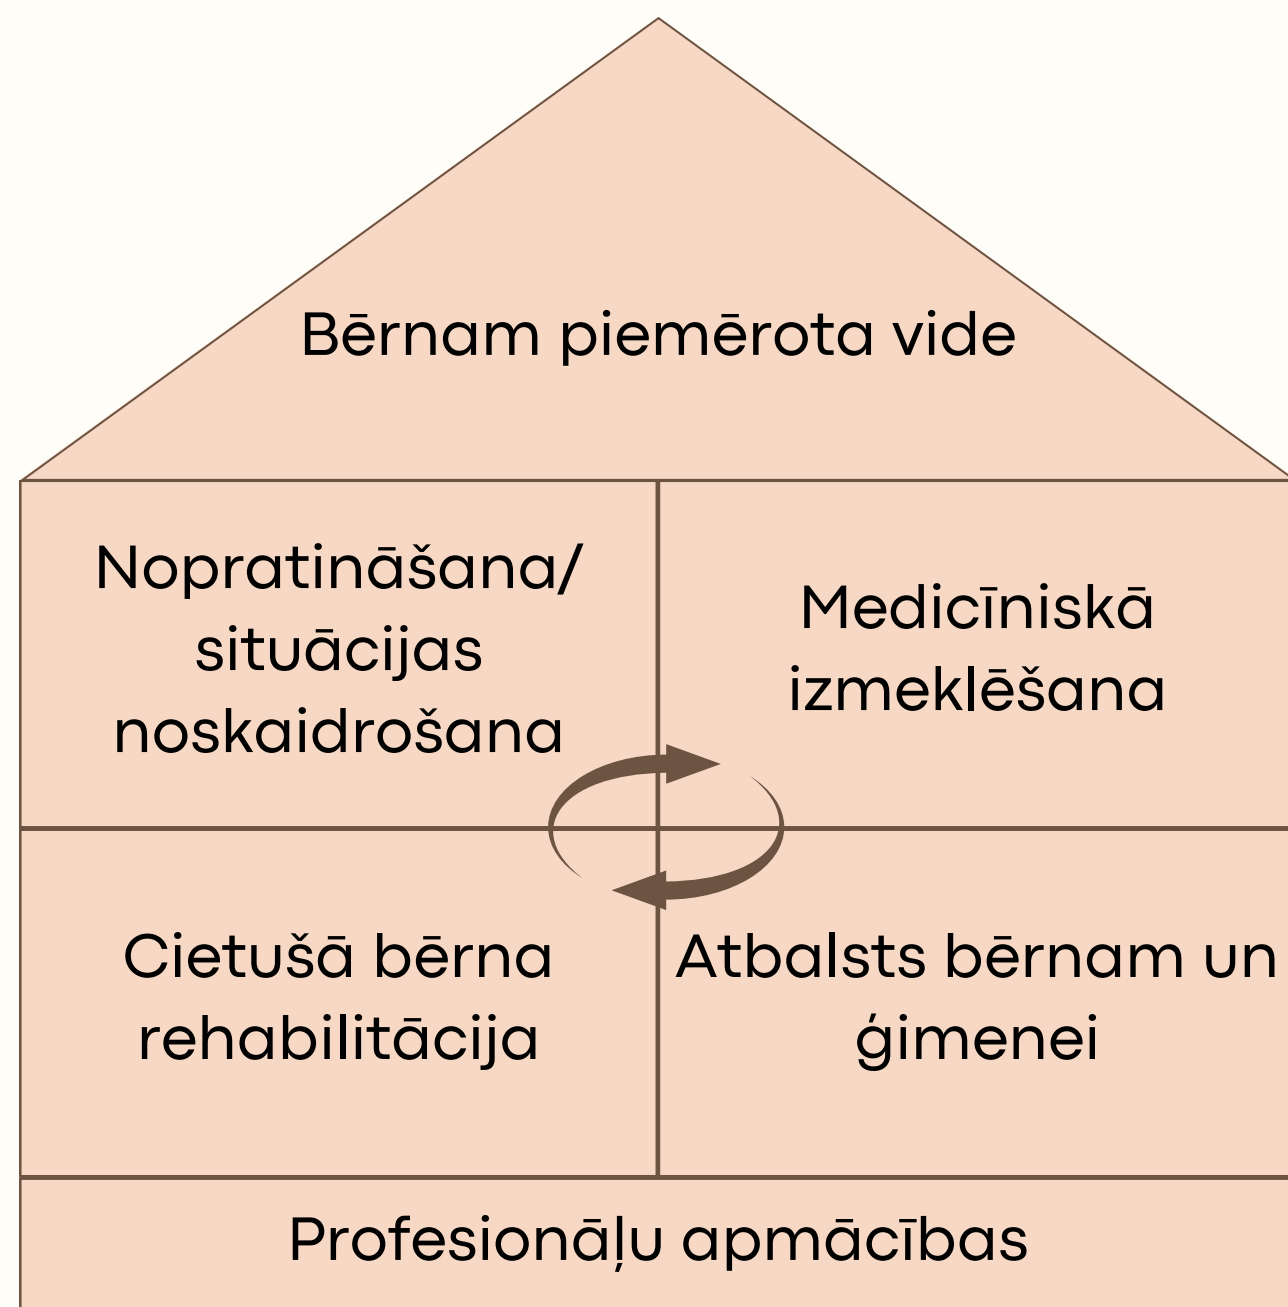 Bērnam piemērota vide
Nopratināšana/
situācijas
noskaidrošana
Medicīniskā
izmeklēšana
Cietušā bērna
rehabilitācija
Atbalsts bērnam un
ģimenei
Profesionāļu apmācības